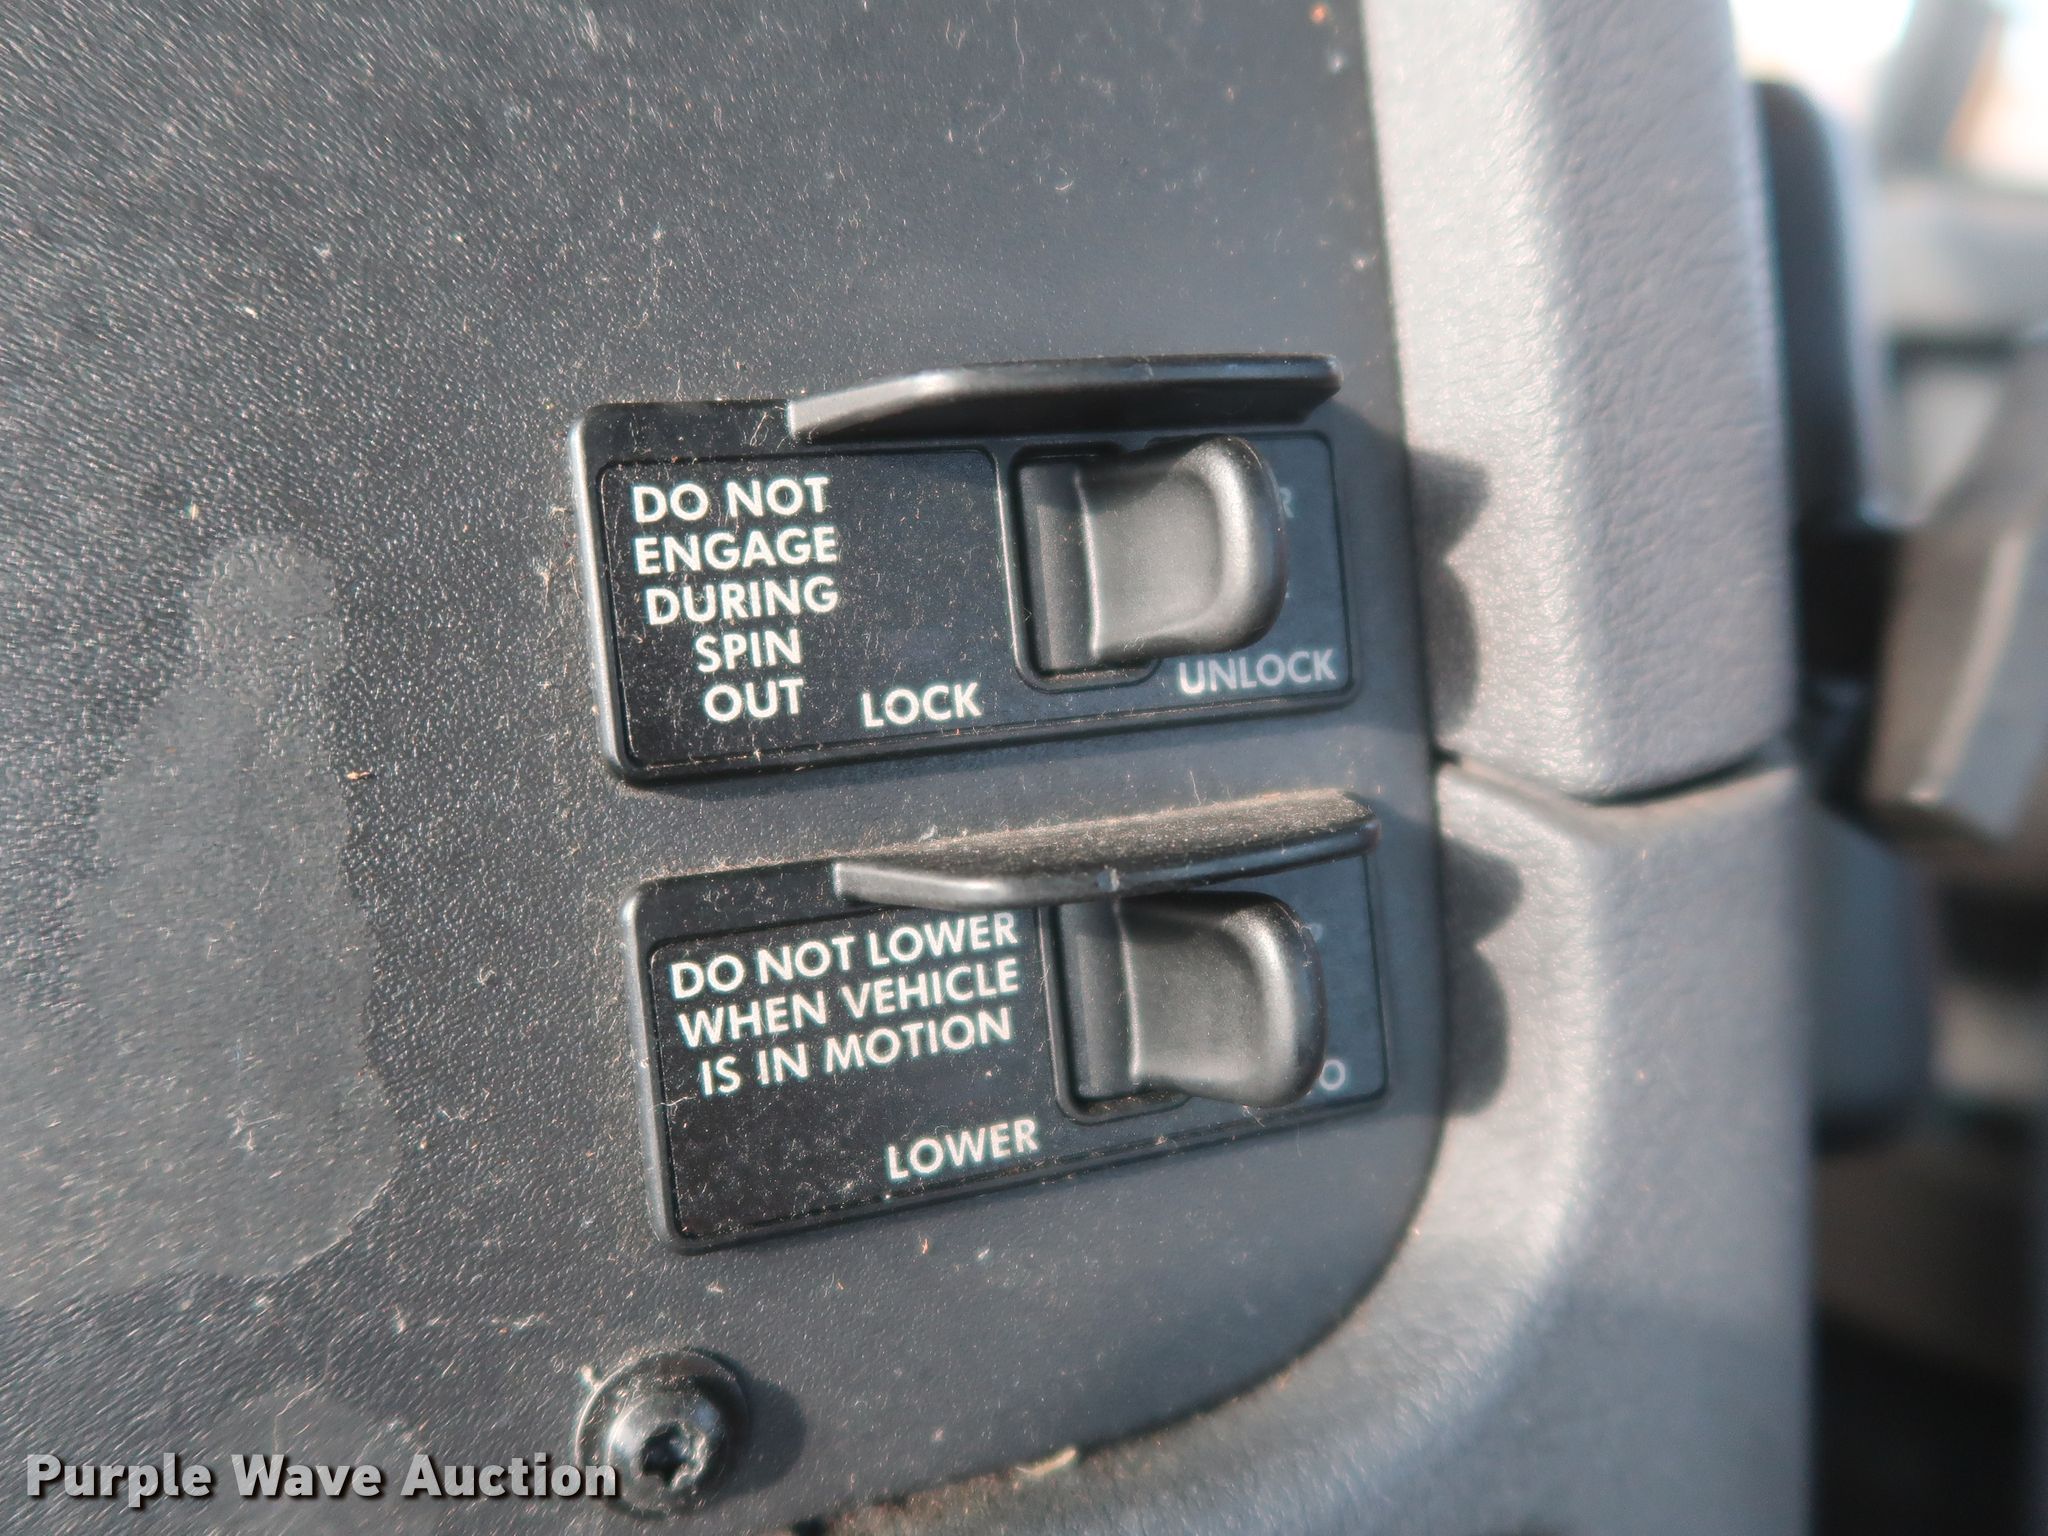 DO NOT
ENGAGE
DURING
SPIN
OUT
LOCK
UNLOCK
DO NOT LOWER
WHEN VEHICLE
IS IN MOTION
LOWER
Purple Wave Auction